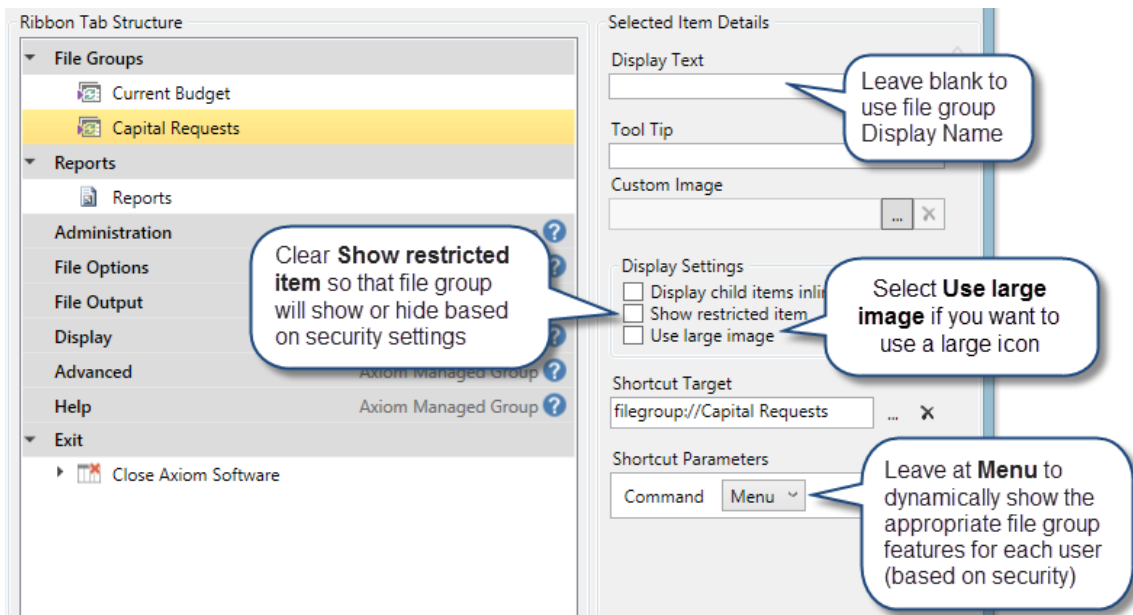 Ribbon Tab Structure
File Groups
Current Budget
Capital Requests
Reports
Reports
Administration
File Options
File Output
Display
Advanced Axiom Managed Group ?
Help Axiom Managed Group ?
Exit
Close Axiom Software
Clear Show restricted
item so that file group
will show or hide based
on security settings
Selected Item Details
Display Text
Leave blank to
use file group
Display Name
Tool Tip
Custom Image
...
Display Settings
Display child items
Show restricted item
Use large image
Select Use large
image if you want to
use a large icon
Shortcut Target
filegroup://Capital Requests ...
Shortcut Parameters
Command Menu
Leave at Menu to
dynamically show the
appropriate file group
features for each user
(based on security)